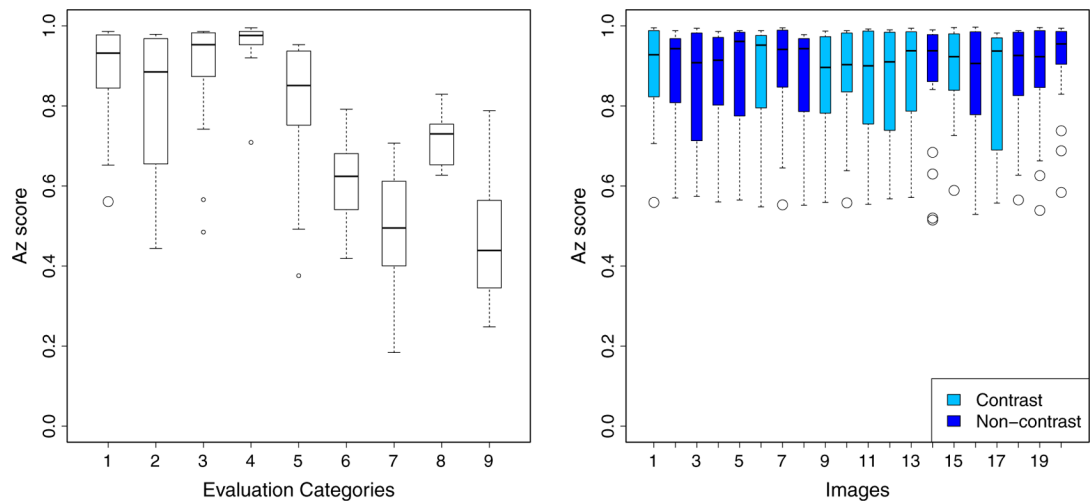 1.0
0.8
0.6
0.4
0.2
0.0
Az score
1 2 3 4 5 6 7 8 9
Evaluation Categories
1.0
0.8
0.6
0.4
0.2
0.0
Az score
Contrast
Non−contrast
1 3 5 7 9 11 13 15 17 19
Images